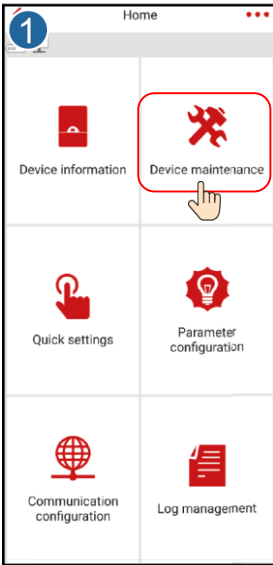 1
Home
Device information
Device maintenance
Quick settings
Parameter
configuration
Communication
configuration
Log management